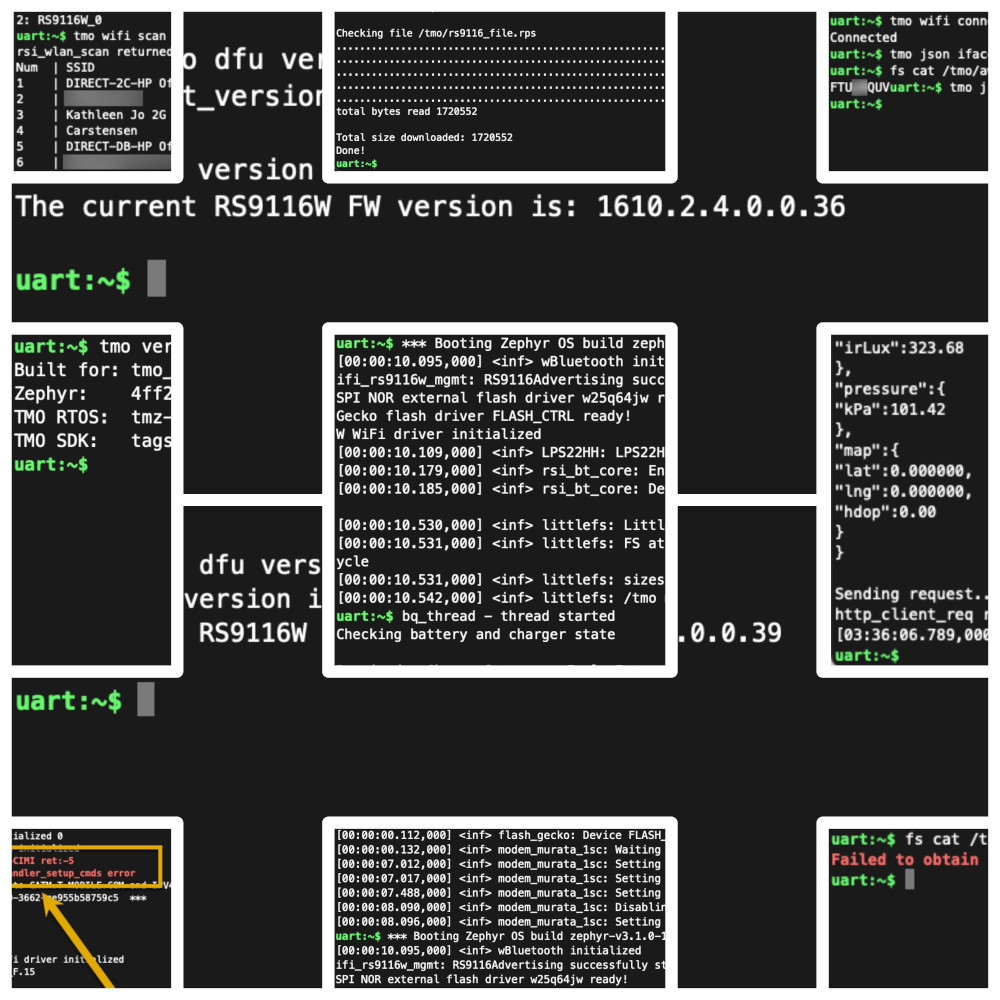 2: RS9116W_0
uart:~$ tmo wifi scan
rsi_wlan_scan returned
Num | SSID
1 | DIRECT-2C-HP Of
2 |
3 | Kathleen Jo 2G
4 | Carstensen
5 | DIRECT-DB-HP Of
6 |
o dfu ver
t_version
version
Checking file /tmo/rs9116_file.rps
total bytes read 1720552
Total size downloaded: 1720552
Done!
uart:~$
uart:~$ tmo wifi conn
Connected
uart:~$ tmo json iface
uart:~$ fs cat /tmo/a
FTU QUVuart:~$ tmo j
uart:~$
The current RS9116W FW version is: 1610.2.4.0.0.36
uart:~$
uart:~$ tmo ver
Built for: tmo_
Zephyr: 4ff2
TMO RTOS: tmz-
TMO SDK: tags
uart:~$
uart:~$ *** Booting Zephyr OS build zeph
[00:00:10.095,000] <inf> wBluetooth init
ifi_rs9116w_mgmt: RS9116Advertising succ
SPI NOR external flash driver w25q64jw r
Gecko flash driver FLASH_CTRL ready!
W WiFi driver initialized
[00:00:10.109,000] <inf> LPS22HH: LPS22H
[00:00:10.179,000] <inf> rsi_bt_core: En
[00:00:10.185,000] <inf> rsi_bt_core: De
[00:00:10.530,000] <inf> littlefs: Littl
[00:00:10.531,000] <inf> littlefs: FS at
ycle
[00:00:10.531,000] <inf> littlefs: sizes
[00:00:10.542,000] <inf> littlefs: /tmo
uart:~$ bq_thread - thread started
Checking battery and charger state
"irLux":323.68
},
"pressure":{
"kPa":101.42
},
"map":{
"lat":0.000000,
"lng":0.000000,
"hdop":0.00
}
}
Sending request..
http_client_req r
[03:36:06.789,000
uart:~$
dfu vers
version i
RS9116W .0.0.39
uart:~$
ialized 0
initialized
CIMI ret:-5
ndler_setup_cmds error
955b58759c5 ***
i driver initialized
F.15
[00:00:00.112,000] <inf> flash_gecko: Device FLASH_
[00:00:00.132,000] <inf> modem_murata_1sc: Waiting
[00:00:07.012,000] <inf> modem_murata_1sc: Setting
[00:00:07.017,000] <inf> modem_murata_1sc: Setting
[00:00:07.488,000] <inf> modem_murata_1sc: Setting
[00:00:08.090,000] <inf> modem_murata_1sc: Disablin
[00:00:08.096,000] <inf> modem_murata_1sc: Setting
uart:~$ *** Booting Zephyr OS build zephyr-v3.1.0-1
[00:00:10.095,000] <inf> wBluetooth initialized
ifi_rs9116w_mgmt: RS9116Advertising successfully st
SPI NOR external flash driver w25q64jw ready!
uart:~$ fs cat /t
Failed to obtain
uart:~$